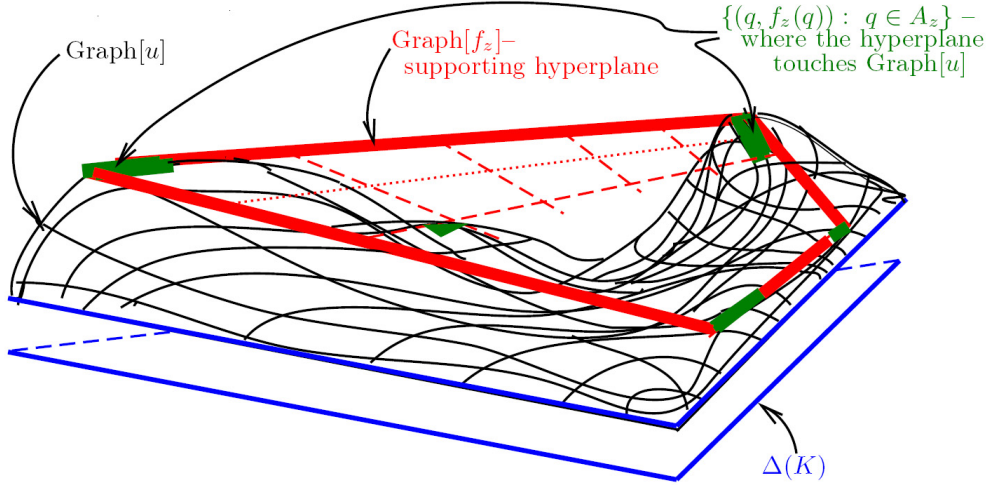 Graph[u]
Graph[f_z]–
supporting hyperplane
{(q, f_z(q)) : q ∈ A_z} –
where the hyperplane
touches Graph[u]
Δ(K)